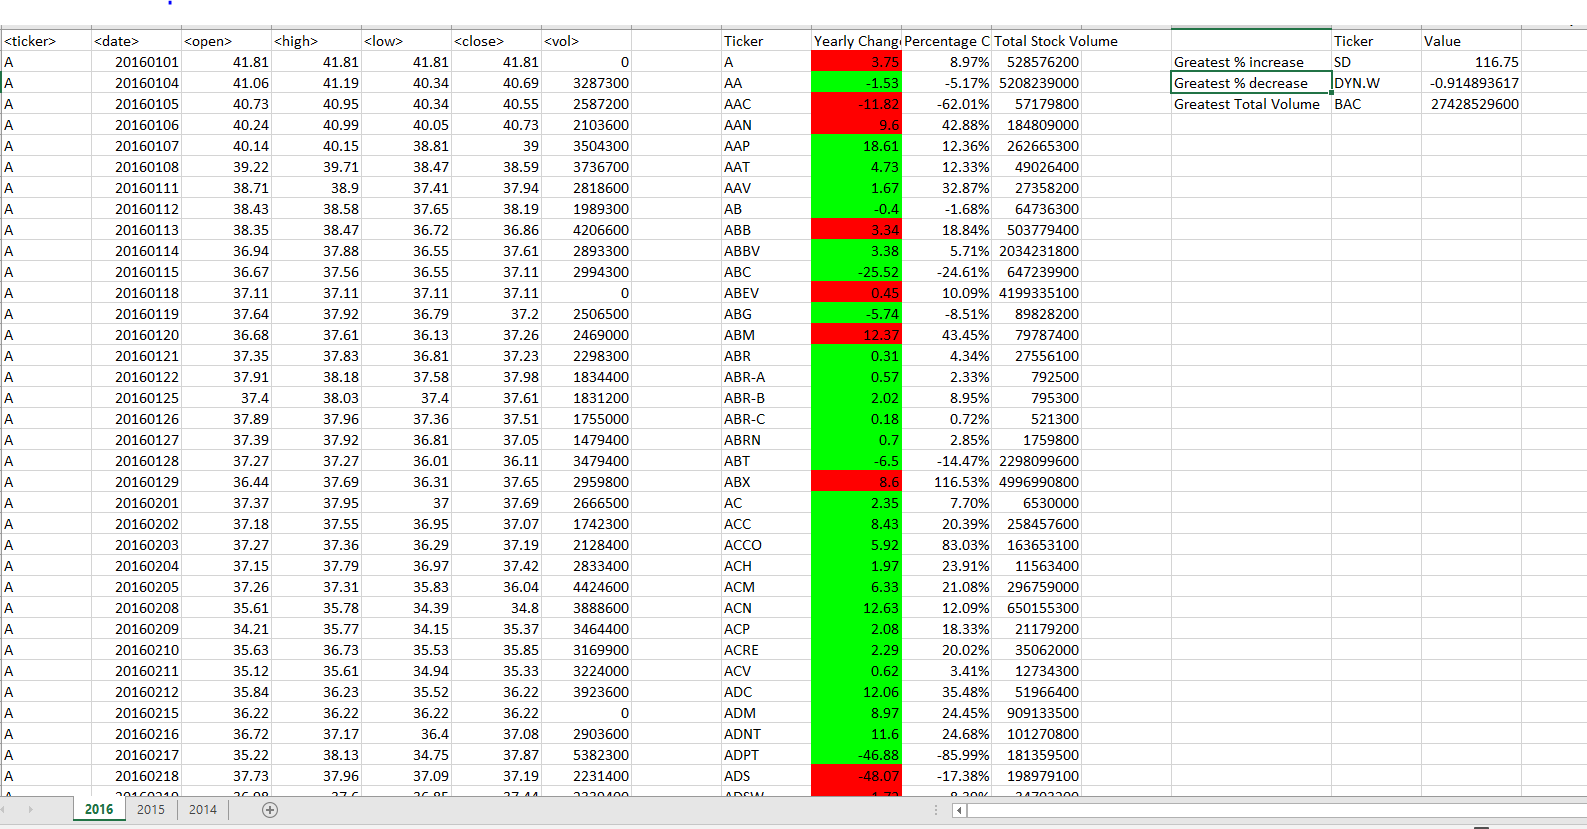 <ticker> <date> <open> <high> <low> <close> <vol> Ticker Yearly Chang Percentage C Total Stock Volume Ticker Value
A 20160101 41.81 41.81 41.81 41.81 0 A 3.75 8.97% 528576200 Greatest % increase SD 116.75
A 20160104 41.06 41.19 40.34 40.69 3287300 AA -1.53 -5.17% 5208239000 Greatest % decrease DYN.W -0.914893617
A 20160105 40.73 40.95 40.34 40.55 2587200 AAC -11.82 -62.01% 57179800 Greatest Total Volume BAC 27428529600
A 20160106 40.24 40.99 40.05 40.73 2103600 AAN 9.6 42.88% 184809000
A 20160107 40.14 40.15 38.81 39 3504300 AAP 18.61 12.36% 262665300
A 20160108 39.22 39.71 38.47 38.59 3736700 AAT 4.73 12.33% 49026400
A 20160111 38.71 38.9 37.41 37.94 2818600 AAV 1.67 32.87% 27358200
A 20160112 38.43 38.58 37.65 38.19 1989300 AB -0.4 -1.68% 64736300
A 20160113 38.35 38.47 36.72 36.86 4206600 ABB 3.34 18.84% 503779400
A 20160114 36.94 37.88 36.55 37.61 2893300 ABBV 3.38 5.71% 2034231800
A 20160115 36.67 37.56 36.55 37.11 2994300 ABC -25.52 -24.61% 647239900
A 20160118 37.11 37.11 37.11 37.11 0 ABEV 0.45 10.09% 4199335100
A 20160119 37.64 37.92 36.79 37.2 2506500 ABG -5.74 -8.51% 89828200
A 20160120 36.68 37.61 36.13 37.26 2469000 ABM 12.37 43.45% 79787400
A 20160121 37.35 37.83 36.81 37.23 2298300 ABR 0.31 4.34% 27556100
A 20160122 37.91 38.18 37.58 37.98 1834400 ABR-A 0.57 2.33% 792500
A 20160125 37.4 38.03 37.4 37.61 1831200 ABR-B 2.02 8.95% 795300
A 20160126 37.89 37.96 37.36 37.51 1755000 ABR-C 0.18 0.72% 521300
A 20160127 37.39 37.92 36.81 37.05 1479400 ABRN 0.7 2.85% 1759800
A 20160128 37.27 37.27 36.01 36.11 3479400 ABT -6.5 -14.47% 2298099600
A 20160129 36.44 37.69 36.31 37.65 2959800 ABX 8.6 116.53% 4996990800
A 20160201 37.37 37.95 37 37.69 2666500 AC 2.35 7.70% 6530000
A 20160202 37.18 37.55 36.95 37.07 1742300 ACC 8.43 20.39% 258457600
A 20160203 37.27 37.36 36.29 37.19 2128400 ACCO 5.92 83.03% 163653100
A 20160204 37.15 37.79 36.97 37.42 2833400 ACH 1.97 23.91% 11563400
A 20160205 37.26 37.31 35.83 36.04 4424600 ACM 6.33 21.08% 296759000
A 20160208 35.61 35.78 34.39 34.8 3888600 ACN 12.63 12.09% 650155300
A 20160209 34.21 35.77 34.15 35.37 3464400 ACP 2.08 18.33% 21179200
A 20160210 35.63 36.73 35.53 35.85 3169900 ACRE 2.29 20.02% 35062000
A 20160211 35.12 35.61 34.94 35.33 3224000 ACV 0.62 3.41% 12734300
A 20160212 35.84 36.23 35.52 36.22 3923600 ADC 12.06 35.48% 51966400
A 20160215 36.22 36.22 36.22 36.22 0 ADM 8.97 24.45% 909133500
A 20160216 36.72 37.17 36.4 37.08 2903600 ADNT 11.6 24.68% 101270800
A 20160217 35.22 38.13 34.75 37.87 5382300 ADPT -46.88 -85.99% 181359500
A 20160218 37.73 37.96 37.09 37.19 2231400 ADS -48.07 -17.38% 198979100
2016 2015 2014